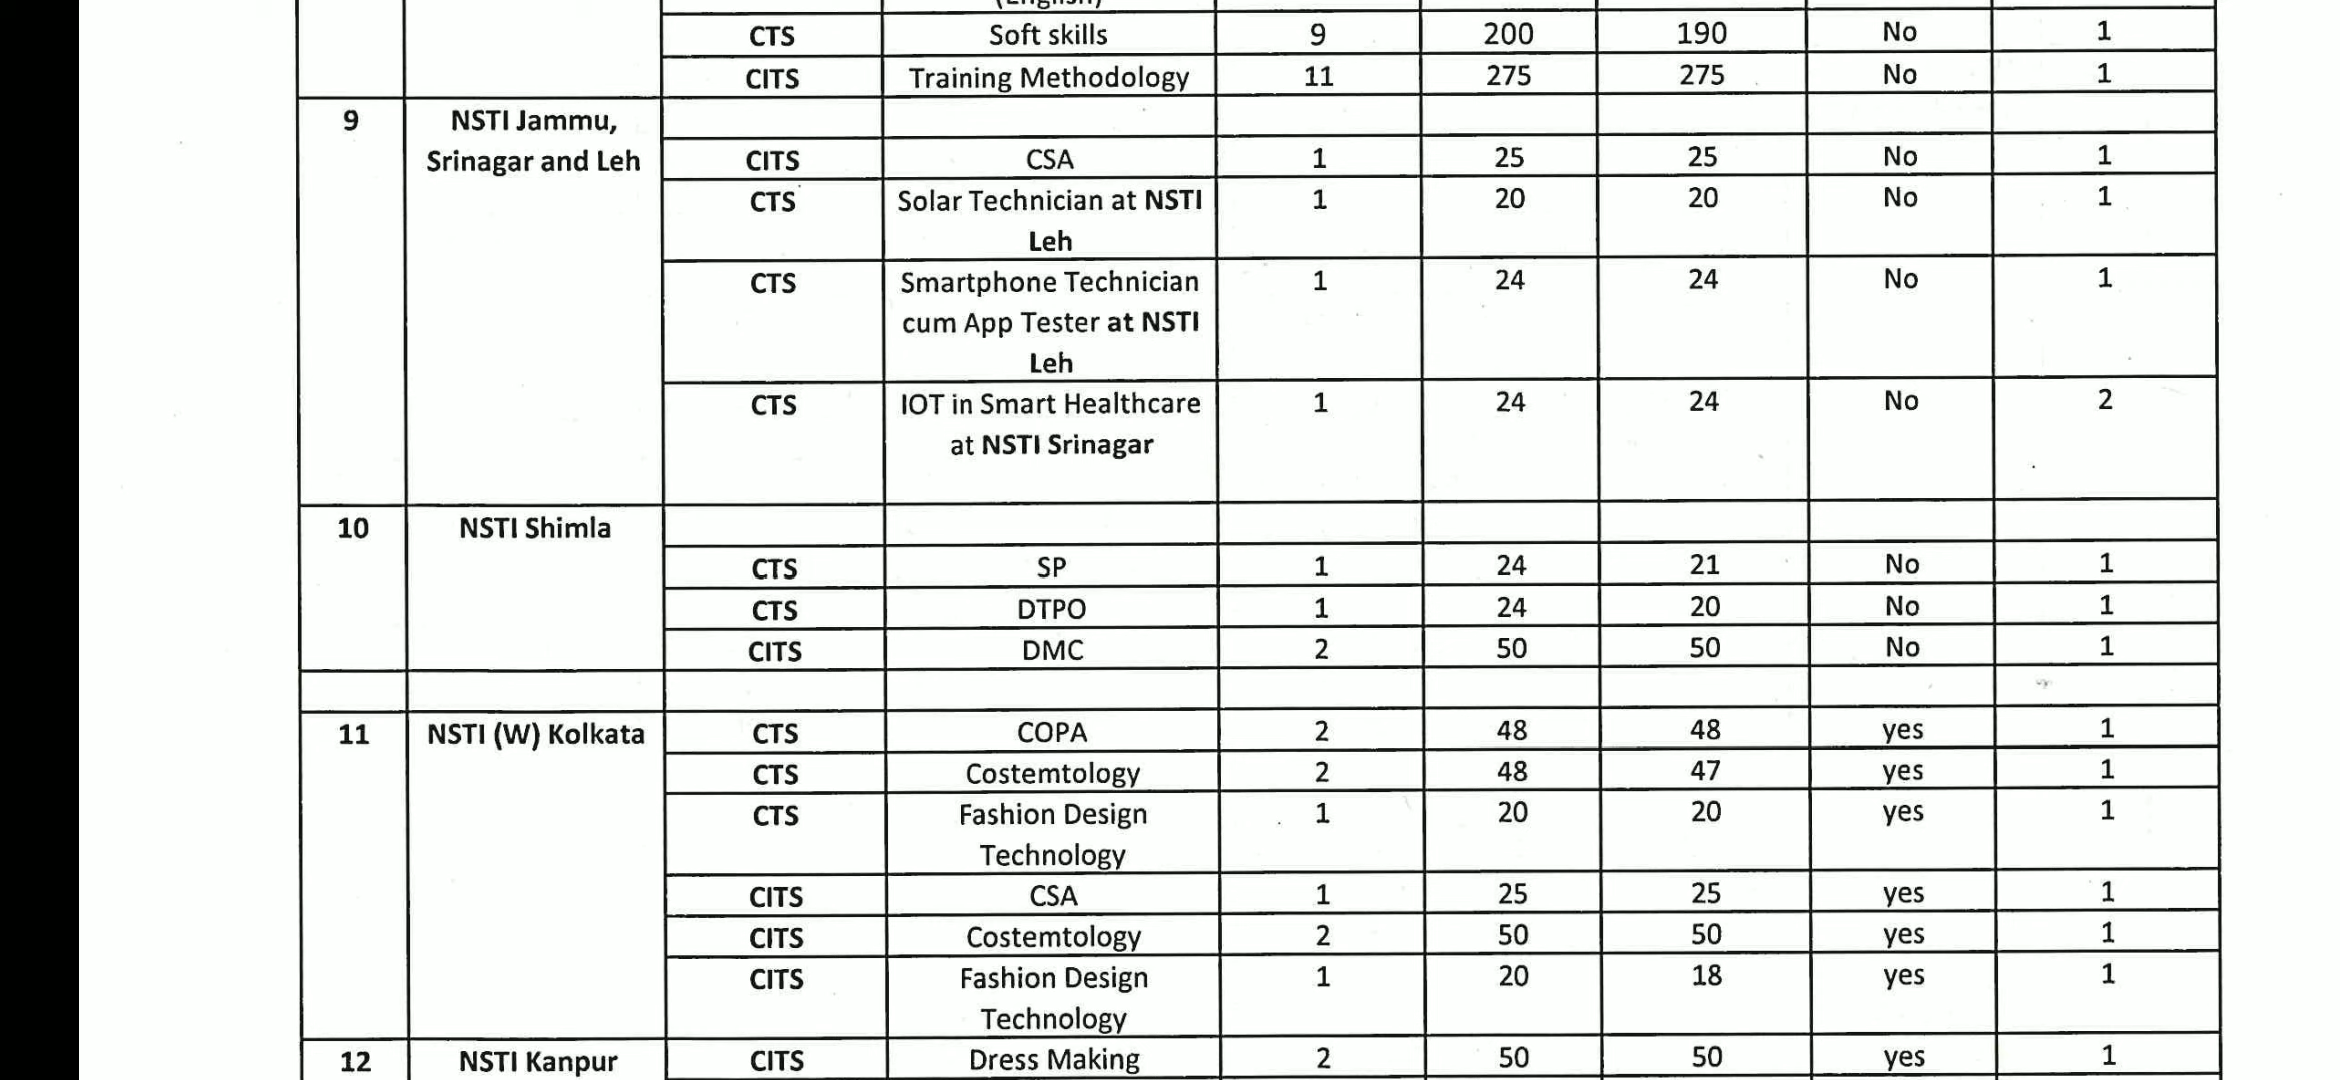 (English)
CTS Soft skills 9 200 190 No 1
CITS Training Methodology 11 275 275 No 1
9 NSTI Jammu,
Srinagar and Leh CITS CSA 1 25 25 No 1
CTS Solar Technician at NSTI 1 20 20 No 1
Leh
CTS Smartphone Technician 1 24 24 No 1
cum App Tester at NSTI
Leh
CTS IOT in Smart Healthcare 1 24 24 No 2
at NSTI Srinagar
10 NSTI Shimla
CTS SP 1 24 21 No 1
CTS DTPO 1 24 20 No 1
CITS DMC 2 50 50 No 1
11 NSTI (W) Kolkata CTS COPA 2 48 48 yes 1
CTS Costemtology 2 48 47 yes 1
CTS Fashion Design 1 20 20 yes 1
Technology
CITS CSA 1 25 25 yes 1
CITS Costemtology 2 50 50 yes 1
CITS Fashion Design 1 20 18 yes 1
Technology
12 NSTI Kanpur CITS Dress Making 2 50 50 yes 1